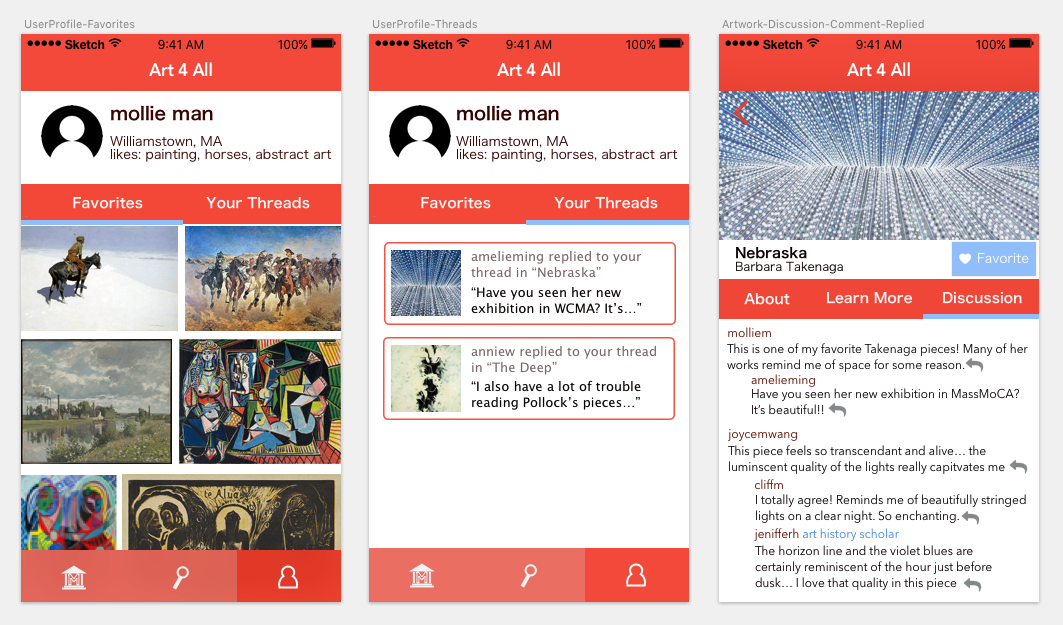 UserProfile-Favorites
Sketch 9:41 AM 100%
Art 4 All
mollie man
Williamstown, MA
likes: painting, horses, abstract art
Favorites Your Threads
te Atua
UserProfile-Threads
Sketch 9:41 AM 100%
Art 4 All
mollie man
Williamstown, MA
likes: painting, horses, abstract art
Favorites Your Threads
amelieming replied to your
thread in “Nebraska”
“Have you seen her new
exhibition in WCMA? It’s…”
anniew replied to your thread
in “The Deep”
“I also have a lot of trouble
reading Pollock’s pieces…”
Artwork-Discussion-Comment-Replied
Sketch 9:41 AM 100%
Art 4 All
Nebraska
Barbara Takenaga
Favorite
About Learn More Discussion
molliem
This is one of my favorite Takenaga pieces! Many of her
works remind me of space for some reason.
amelieming
Have you seen her new exhibition in MassMoCA?
It’s beautiful!!
joycemwang
This piece feels so transcendant and alive… the
luminscent quality of the lights really capitvates me
cliffm
I totally agree! Reminds me of beautifully stringed
lights on a clear night. So enchanting.
jenifferh art history scholar
The horizon line and the violet blues are
certainly reminiscent of the hour just before
dusk… I love that quality in this piece